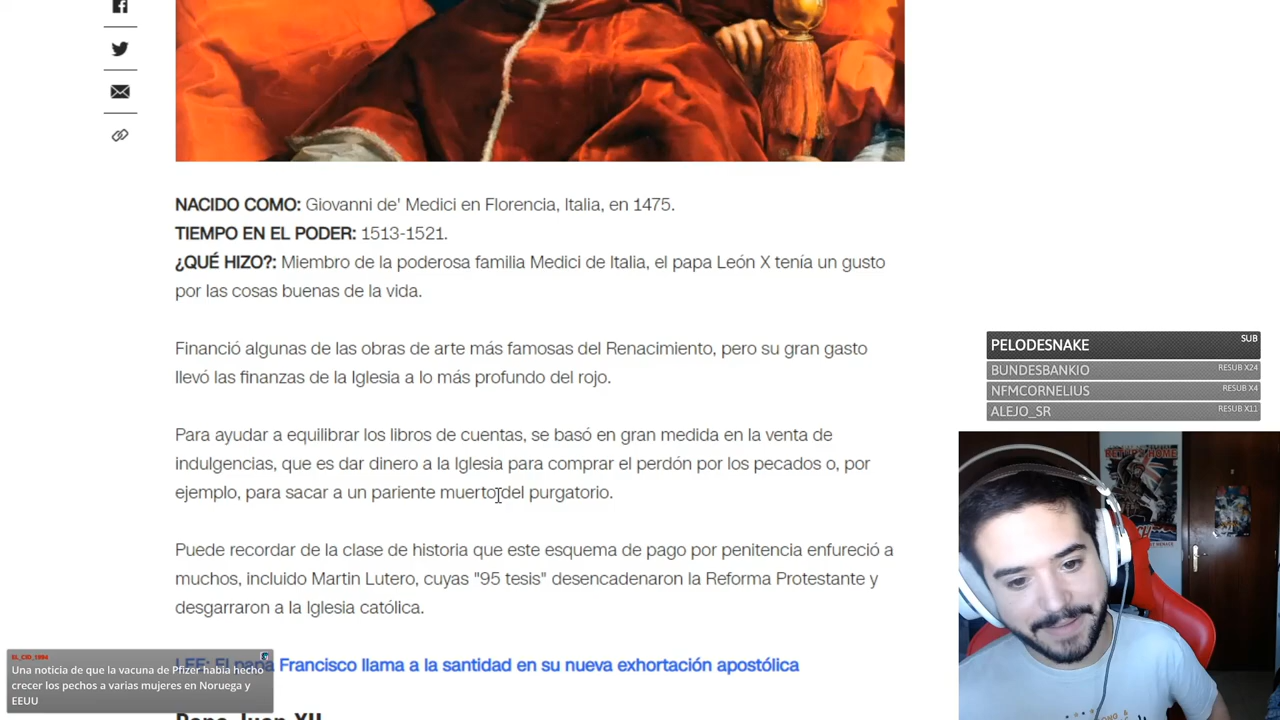 NACIDO COMO: Giovanni de' Medici en Florencia, Italia, en 1475.
TIEMPO EN EL PODER: 1513-1521.
¿QUÉ HIZO?: Miembro de la poderosa familia Medici de Italia, el papa León X tenía un gusto
por las cosas buenas de la vida.
Financió algunas de las obras de arte más famosas del Renacimiento, pero su gran gasto
llevó las finanzas de la Iglesia a lo más profundo del rojo.
Para ayudar a equilibrar los libros de cuentas, se basó en gran medida en la venta de
indulgencias, que es dar dinero a la Iglesia para comprar el perdón por los pecados o, por
ejemplo, para sacar a un pariente muerto del purgatorio.
Puede recordar de la clase de historia que este esquema de pago por penitencia enfureció a
muchos, incluido Martin Lutero, cuyas "95 tesis" desencadenaron la Reforma Protestante y
desgarraron a la Iglesia católica.
LEE: El papa Francisco llama a la santidad en su nueva exhortación apostólica
Papa Juan XII
PELODESNAKE SUB
BUNDESBANKIO RESUB X24
NFMCORNELIUS RESUB X4
ALEJO_SR RESUB X11
EL_CID_1984
Una noticia de que la vacuna de Pfizer había hecho
crecer los pechos a varias mujeres en Noruega y
EEUU